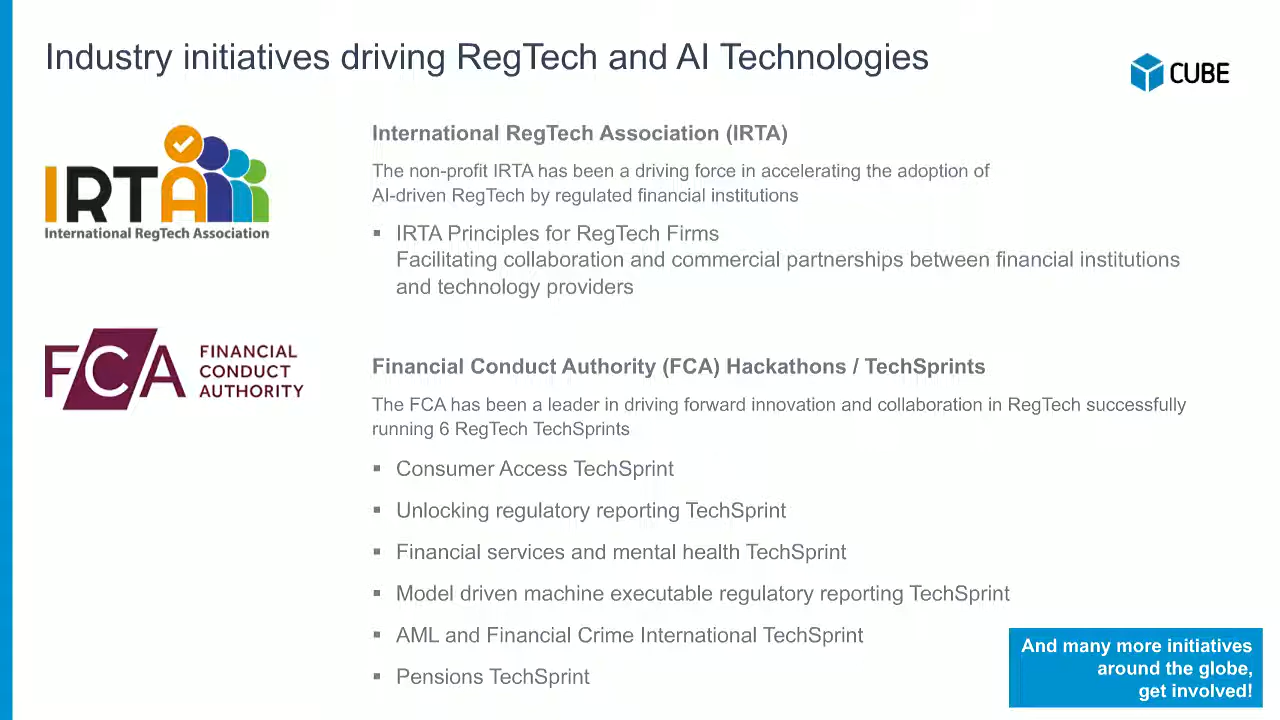 Industry initiatives driving RegTech and AI Technologies
CUBE
IRTA
International RegTech Association
International RegTech Association (IRTA)
The non-profit IRTA has been a driving force in accelerating the adoption of
AI-driven RegTech by regulated financial institutions
▪ IRTA Principles for RegTech Firms
Facilitating collaboration and commercial partnerships between financial institutions
and technology providers
FCA
FINANCIAL
CONDUCT
AUTHORITY
Financial Conduct Authority (FCA) Hackathons / TechSprints
The FCA has been a leader in driving forward innovation and collaboration in RegTech successfully
running 6 RegTech TechSprints
▪ Consumer Access TechSprint
▪ Unlocking regulatory reporting TechSprint
▪ Financial services and mental health TechSprint
▪ Model driven machine executable regulatory reporting TechSprint
▪ AML and Financial Crime International TechSprint
▪ Pensions TechSprint
And many more initiatives
around the globe,
get involved!